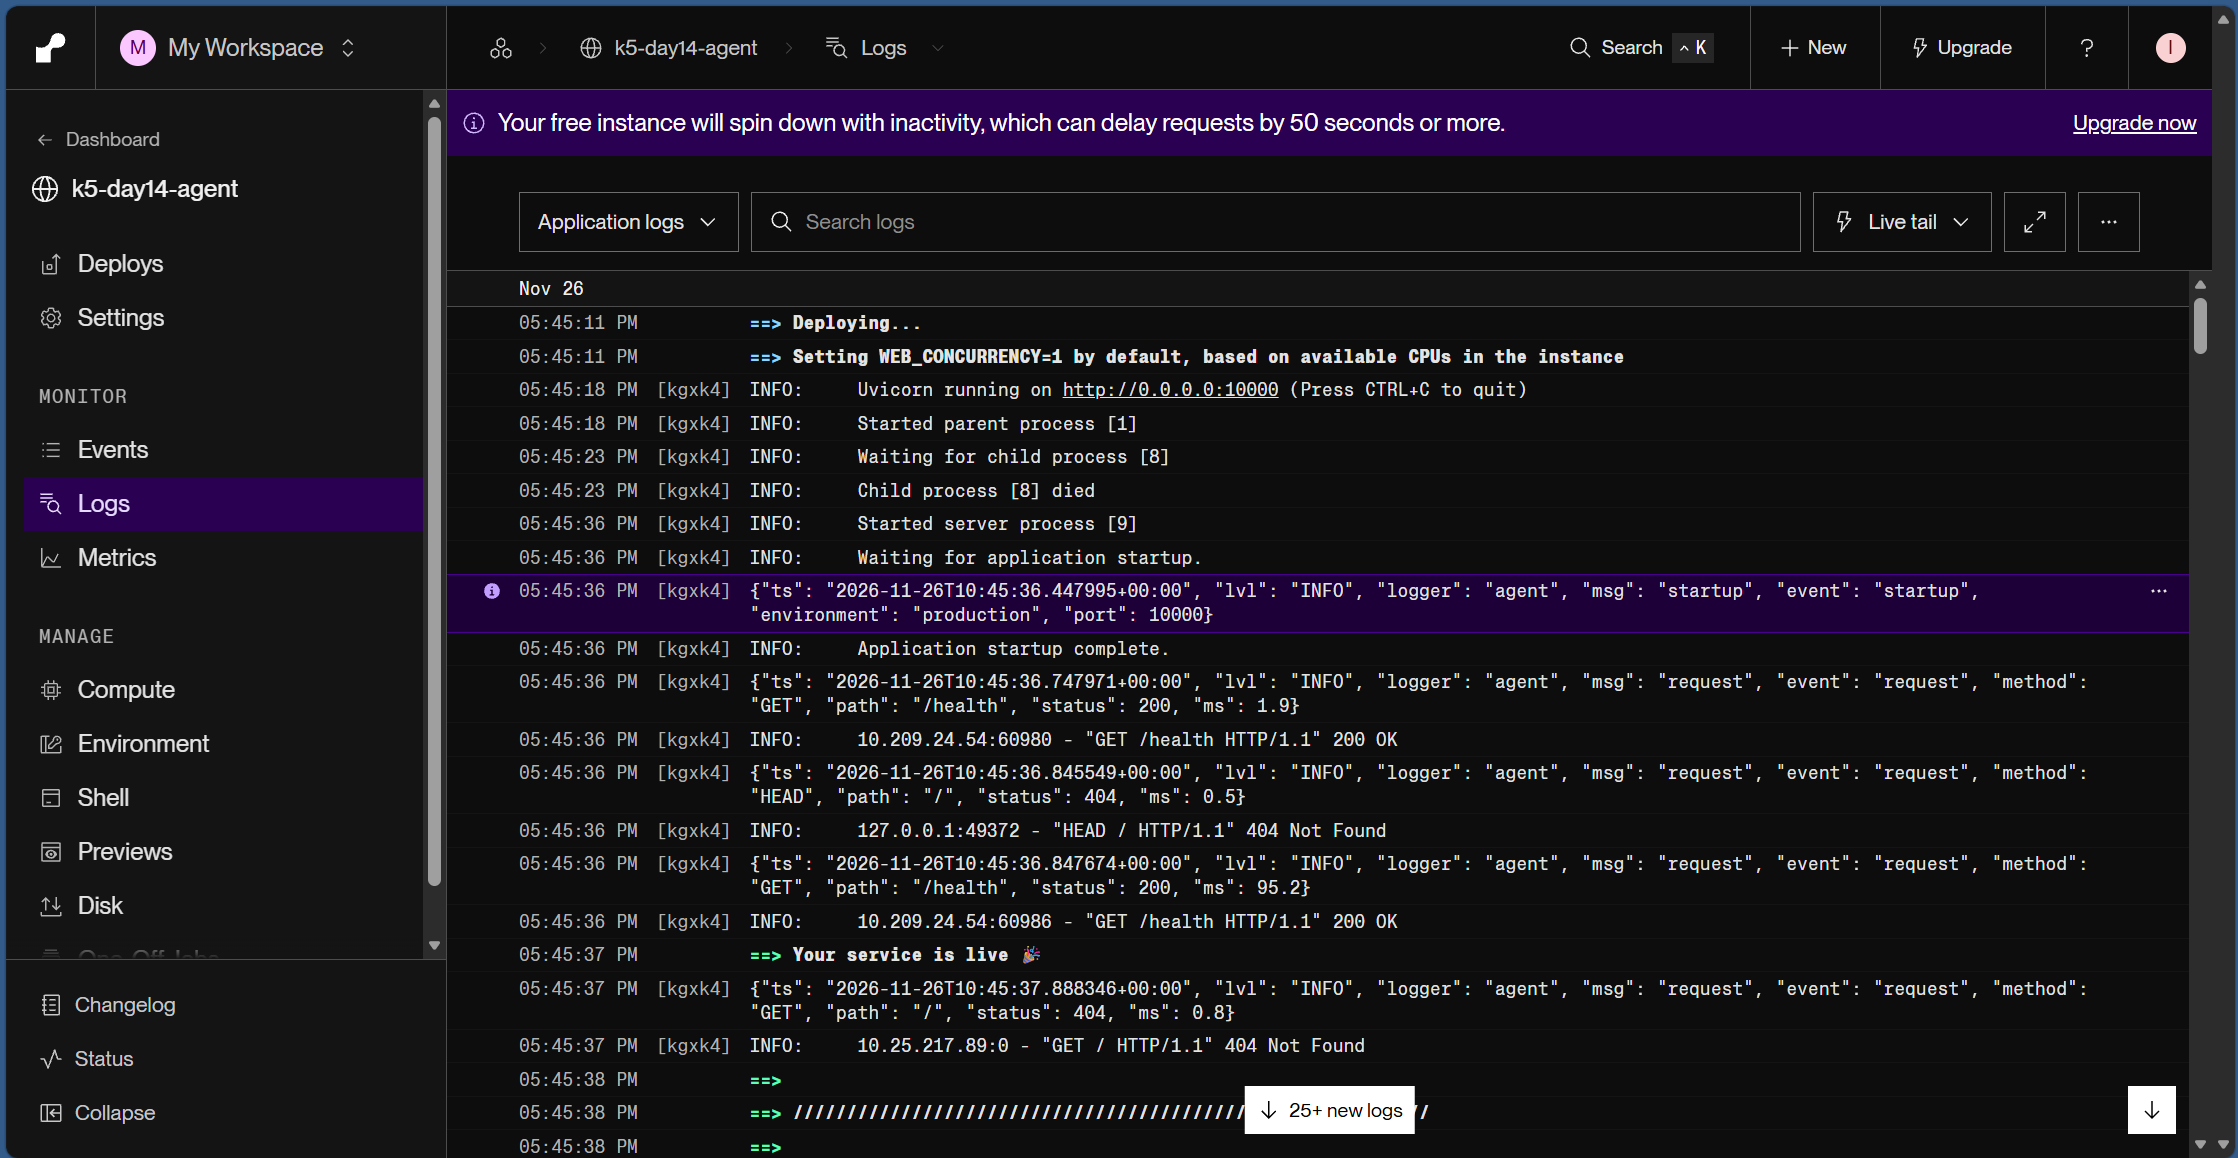 M My Workspace
k5-day14-agent
Logs
Search ^ K
+ New
Upgrade
?
I
Your free instance will spin down with inactivity, which can delay requests by 50 seconds or more.
Upgrade now
← Dashboard
k5-day14-agent
Deploys
Settings
MONITOR
Events
Logs
Metrics
MANAGE
Compute
Environment
Shell
Previews
Disk
One-Off Jobs
Changelog
Status
Collapse
Application logs
Search logs
Live tail
...
Nov 26
05:45:11 PM ==> Deploying...
05:45:11 PM ==> Setting WEB_CONCURRENCY=1 by default, based on available CPUs in the instance
05:45:18 PM [kgxk4] INFO: Uvicorn running on http://0.0.0.0:10000 (Press CTRL+C to quit)
05:45:18 PM [kgxk4] INFO: Started parent process [1]
05:45:23 PM [kgxk4] INFO: Waiting for child process [8]
05:45:23 PM [kgxk4] INFO: Child process [8] died
05:45:36 PM [kgxk4] INFO: Started server process [9]
05:45:36 PM [kgxk4] INFO: Waiting for application startup.
05:45:36 PM [kgxk4] {"ts": "2026-11-26T10:45:36.447995+00:00", "lvl": "INFO", "logger": "agent", "msg": "startup", "event": "startup",
"environment": "production", "port": 10000}
05:45:36 PM [kgxk4] INFO: Application startup complete.
05:45:36 PM [kgxk4] {"ts": "2026-11-26T10:45:36.747971+00:00", "lvl": "INFO", "logger": "agent", "msg": "request", "event": "request", "method":
"GET", "path": "/health", "status": 200, "ms": 1.9}
05:45:36 PM [kgxk4] INFO: 10.209.24.54:60980 - "GET /health HTTP/1.1" 200 OK
05:45:36 PM [kgxk4] {"ts": "2026-11-26T10:45:36.845549+00:00", "lvl": "INFO", "logger": "agent", "msg": "request", "event": "request", "method":
"HEAD", "path": "/", "status": 404, "ms": 0.5}
05:45:36 PM [kgxk4] INFO: 127.0.0.1:49372 - "HEAD / HTTP/1.1" 404 Not Found
05:45:36 PM [kgxk4] {"ts": "2026-11-26T10:45:36.847674+00:00", "lvl": "INFO", "logger": "agent", "msg": "request", "event": "request", "method":
"GET", "path": "/health", "status": 200, "ms": 95.2}
05:45:36 PM [kgxk4] INFO: 10.209.24.54:60986 - "GET /health HTTP/1.1" 200 OK
05:45:37 PM ==> Your service is live 🎉
05:45:37 PM [kgxk4] {"ts": "2026-11-26T10:45:37.888346+00:00", "lvl": "INFO", "logger": "agent", "msg": "request", "event": "request", "method":
"GET", "path": "/", "status": 404, "ms": 0.8}
05:45:37 PM [kgxk4] INFO: 10.25.217.89:0 - "GET / HTTP/1.1" 404 Not Found
05:45:38 PM ==>
05:45:38 PM ==> ///////////////////////////////////////////////////////////
05:45:38 PM ==>
↓ 25+ new logs